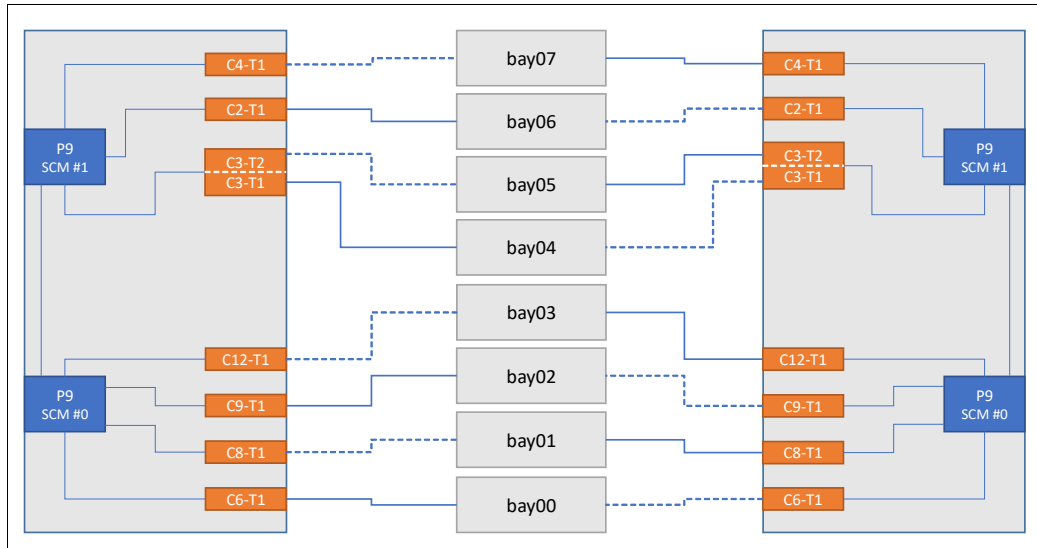 C4-T1
C2-T1
C3-T2
C3-T1
P9
SCM #1
C12-T1
C9-T1
C8-T1
C6-T1
P9
SCM #0
bay07
bay06
bay05
bay04
bay03
bay02
bay01
bay00
C4-T1
C2-T1
C3-T2
C3-T1
P9
SCM #1
C12-T1
C9-T1
C8-T1
C6-T1
P9
SCM #0